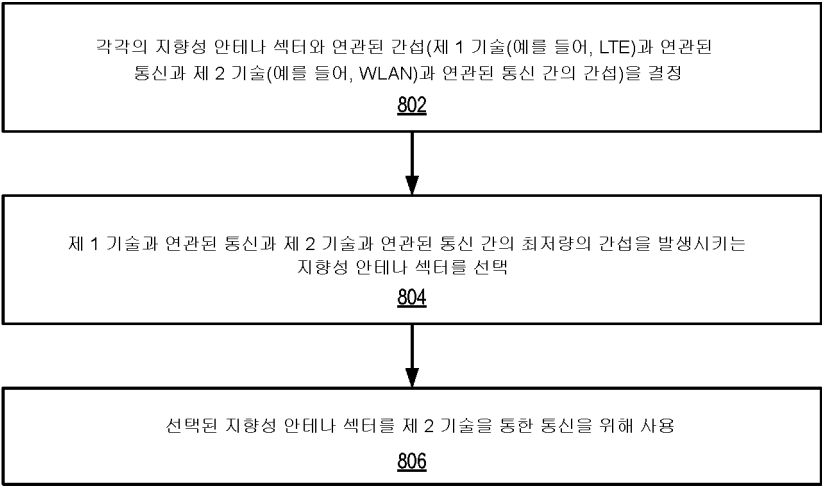 각각의 지향성 안테나 섹터와 연관된 간섭(제 1 기술(예를 들어, LTE)과 연관된
통신과 제 2 기술(예를 들어, WLAN)과 연관된 통신 간의 간섭)을 결정
802
제 1 기술과 연관된 통신과 제 2 기술과 연관된 통신 간의 최저량의 간섭을 발생시키는
지향성 안테나 섹터를 선택
804
선택된 지향성 안테나 섹터를 제 2 기술을 통한 통신을 위해 사용
806